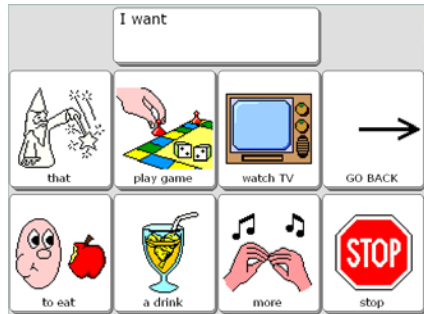 I want
that
play game
watch TV
GO BACK
STOP
to eat
a drink
more
stop